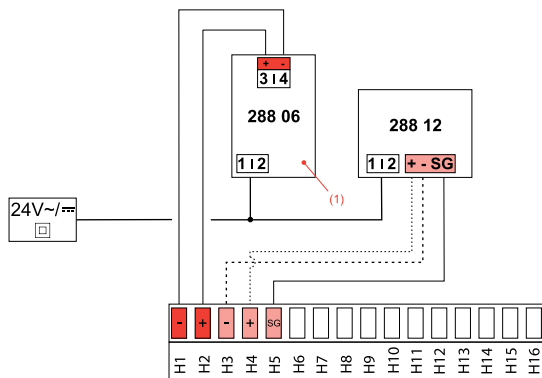 + -
3 I 4
288 06
1 I 2
(1)
288 12
1 I 2
+ - SG
24V~/⎓
- + - + SG
H1 H2 H3 H4 H5 H6 H7 H8 H9 H10 H11 H12 H13 H14 H15 H16